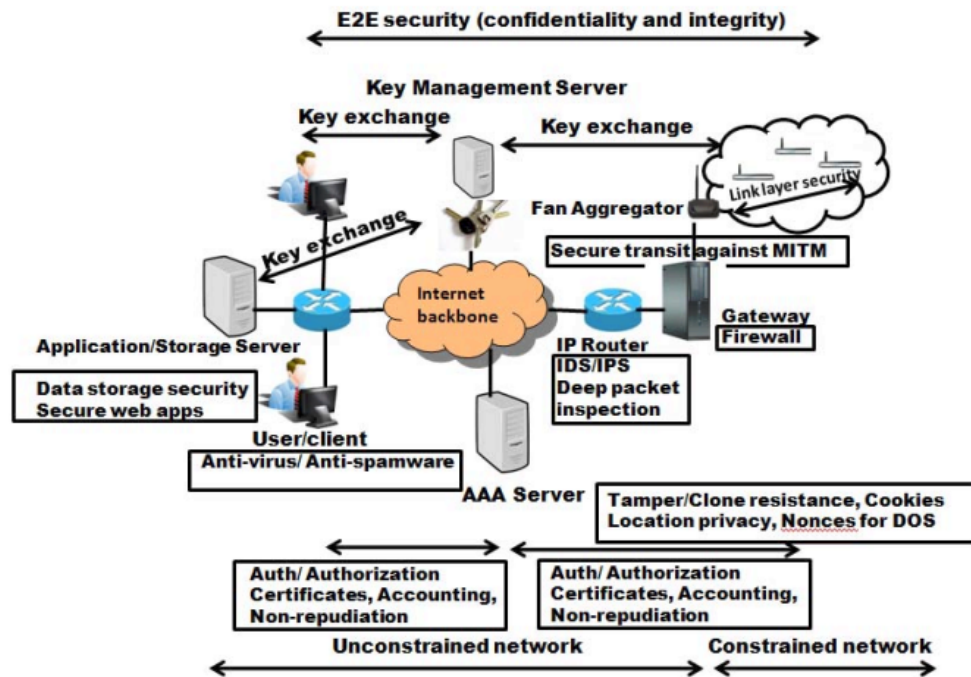 E2E security (confidentiality and integrity)
Key Management Server
Key exchange
Key exchange
Link layer security
Fan Aggregator
Key exchange
Secure transit against MITM
Internet
backbone
Gateway
Firewall
Application/Storage Server
IP Router
IDS/IPS
Deep packet
inspection
Data storage security
Secure web apps
User/client
Anti-virus/ Anti-spamware
AAA Server
Tamper/Clone resistance, Cookies
Location privacy, Nonces for DOS
Auth/ Authorization
Certificates, Accounting,
Non-repudiation
Auth/ Authorization
Certificates, Accounting,
Non-repudiation
Unconstrained network
Constrained network